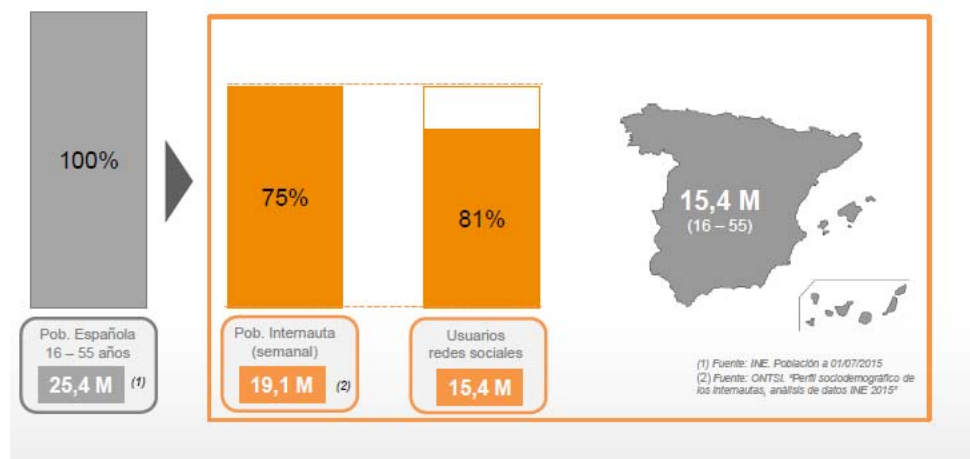 100%
75%
81%
15,4 M
(16 – 55)
Pob. Española
16 – 55 años
25,4 M (1)
Pob. Internauta
(semanal)
19,1 M (2)
Usuarios
redes sociales
15,4 M
(1) Fuente: INE. Población a 01/07/2015
(2) Fuente: ONTSI. “Perfil sociodemográfico de
los internautas, análisis de datos INE 2015”